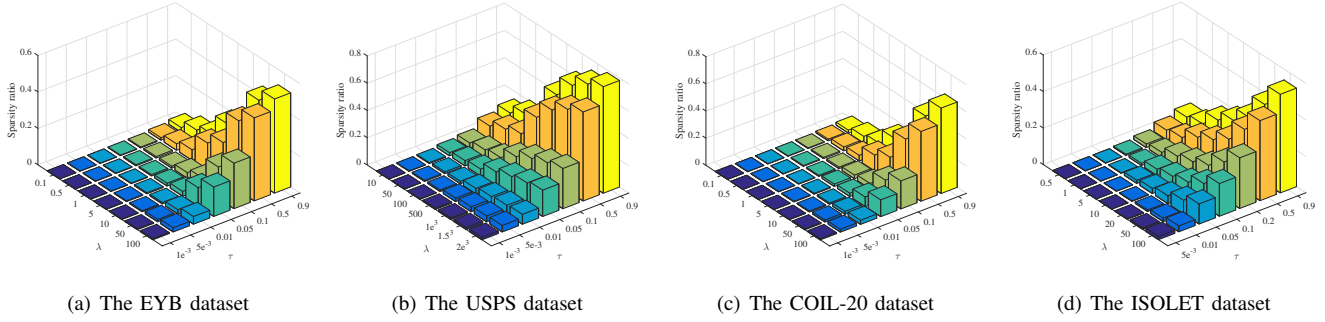 Sparsity ratio
0.6
0.4
0.2
0
0.1
0.5
1
5
10
50
100
λ
1e⁻³
5e⁻³
0.01
0.05
0.1
0.5
0.9
τ
(a) The EYB dataset
Sparsity ratio
0.8
0.6
0.4
0.2
0
10
50
100
500
1e³
1.5³
2e³
λ
1e⁻³
5e⁻³
0.01
0.05
0.1
0.5
0.9
τ
(b) The USPS dataset
Sparsity ratio
0.8
0.6
0.4
0.2
0
0.1
0.5
1
5
10
50
100
λ
1e⁻³
5e⁻³
0.01
0.05
0.1
0.5
0.9
τ
(c) The COIL-20 dataset
Sparsity ratio
0.6
0.4
0.2
0
0.5
1
5
10
20
50
100
λ
5e⁻³
0.01
0.05
0.1
0.2
0.5
0.9
τ
(d) The ISOLET dataset